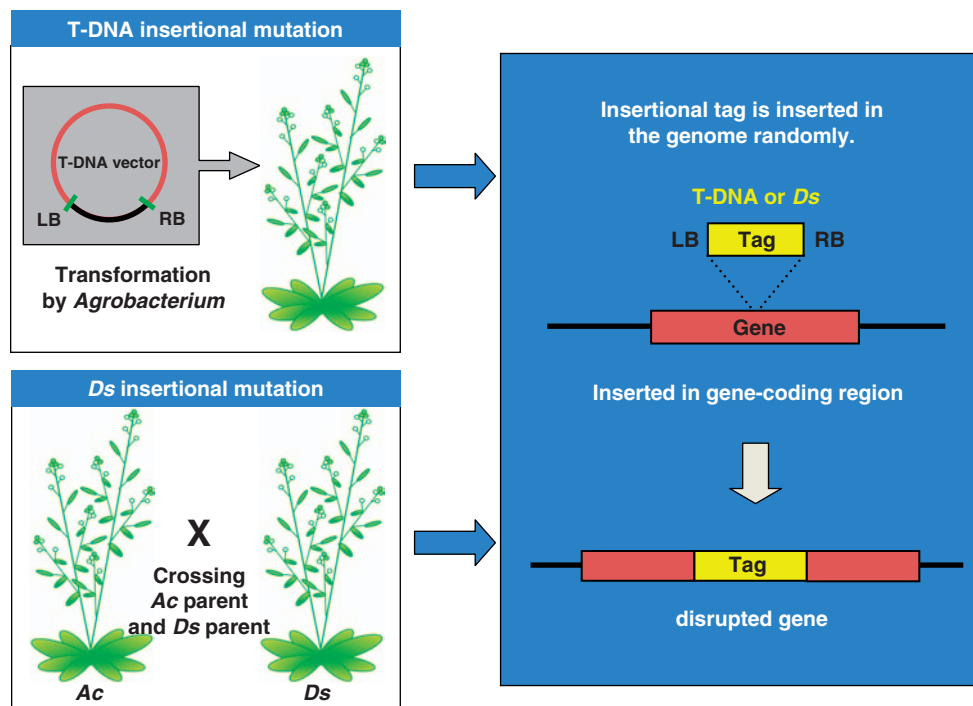 T-DNA insertional mutation
T-DNA vector
LB
RB
Transformation
by Agrobacterium
Ds insertional mutation
X
Crossing
Ac parent
and Ds parent
Ac
Ds
Insertional tag is inserted in
the genome randomly.
T-DNA or Ds
LB
Tag
RB
Gene
Inserted in gene-coding region
Tag
disrupted gene